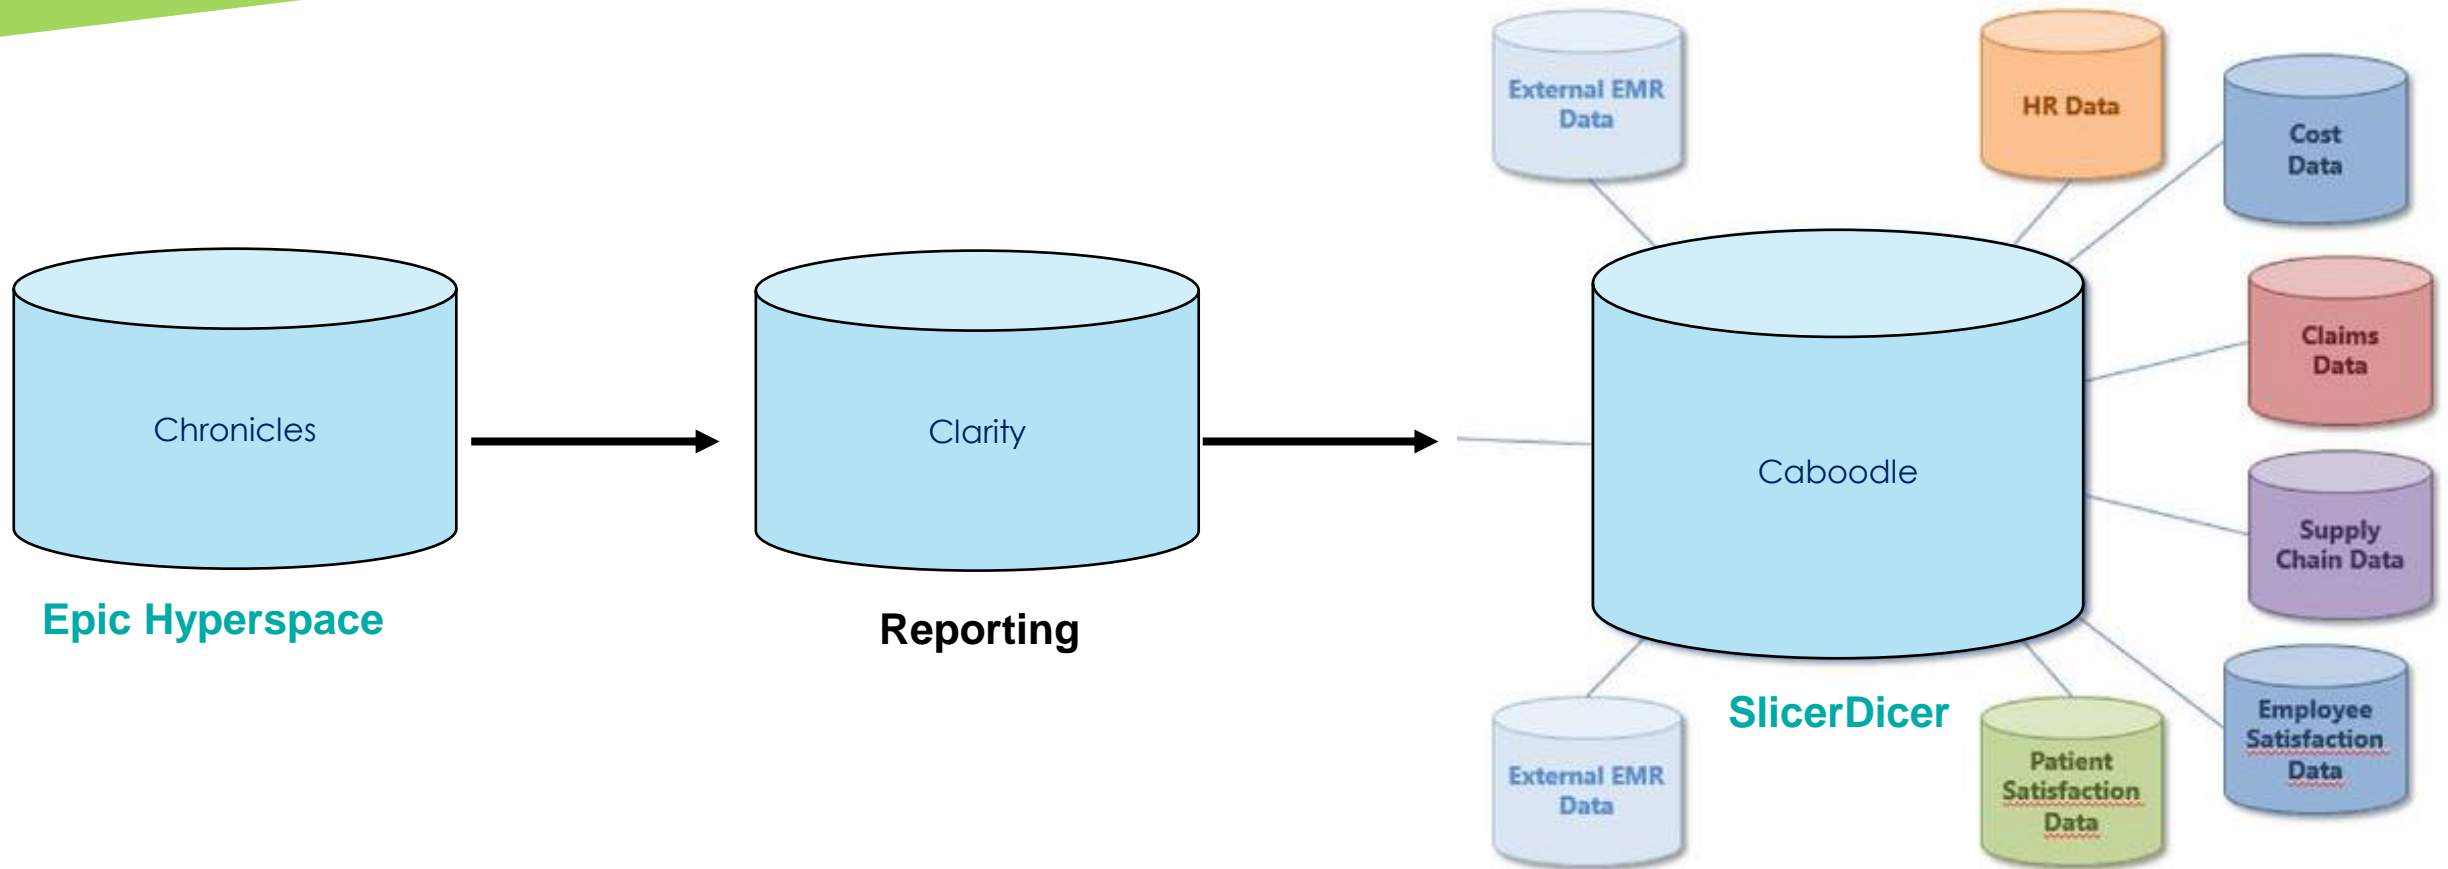 Chronicles
Epic Hyperspace
Clarity
Reporting
External EMR
Data
HR Data
Cost
Data
Claims
Data
Caboodle
Supply
Chain Data
SlicerDicer
Employee
Satisfaction
Data
Patient
Satisfaction
Data
External EMR
Data